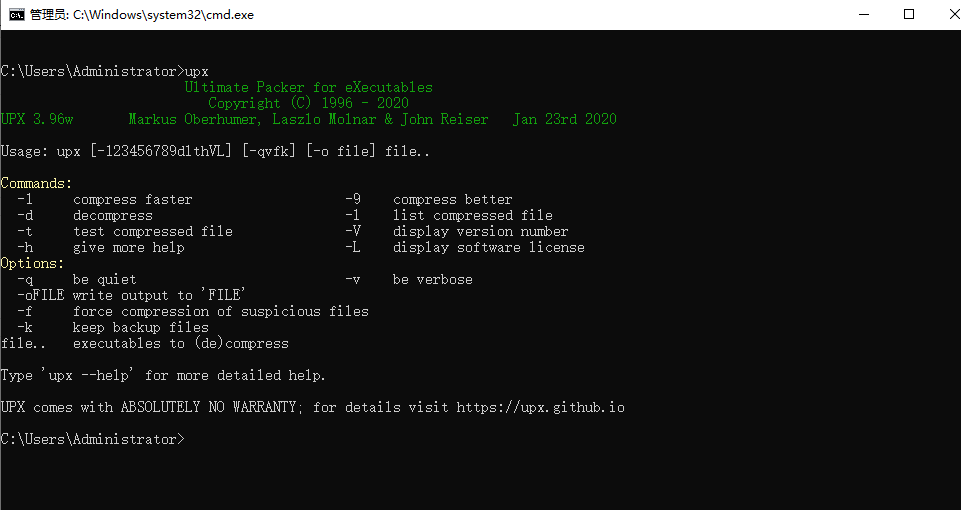 管理员: C:\Windows\system32\cmd.exe
C:\Users\Administrator>upx
Ultimate Packer for eXecutables
Copyright (C) 1996 - 2020
UPX 3.96w Markus Oberhumer, Laszlo Molnar & John Reiser Jan 23rd 2020
Usage: upx [-123456789dlthVL] [-qvfk] [-o file] file..
Commands:
-1 compress faster -9 compress better
-d decompress -l list compressed file
-t test compressed file -V display version number
-h give more help -L display software license
Options:
-q be quiet -v be verbose
-oFILE write output to 'FILE'
-f force compression of suspicious files
-k keep backup files
file.. executables to (de)compress
Type 'upx --help' for more detailed help.
UPX comes with ABSOLUTELY NO WARRANTY; for details visit https://upx.github.io
C:\Users\Administrator>